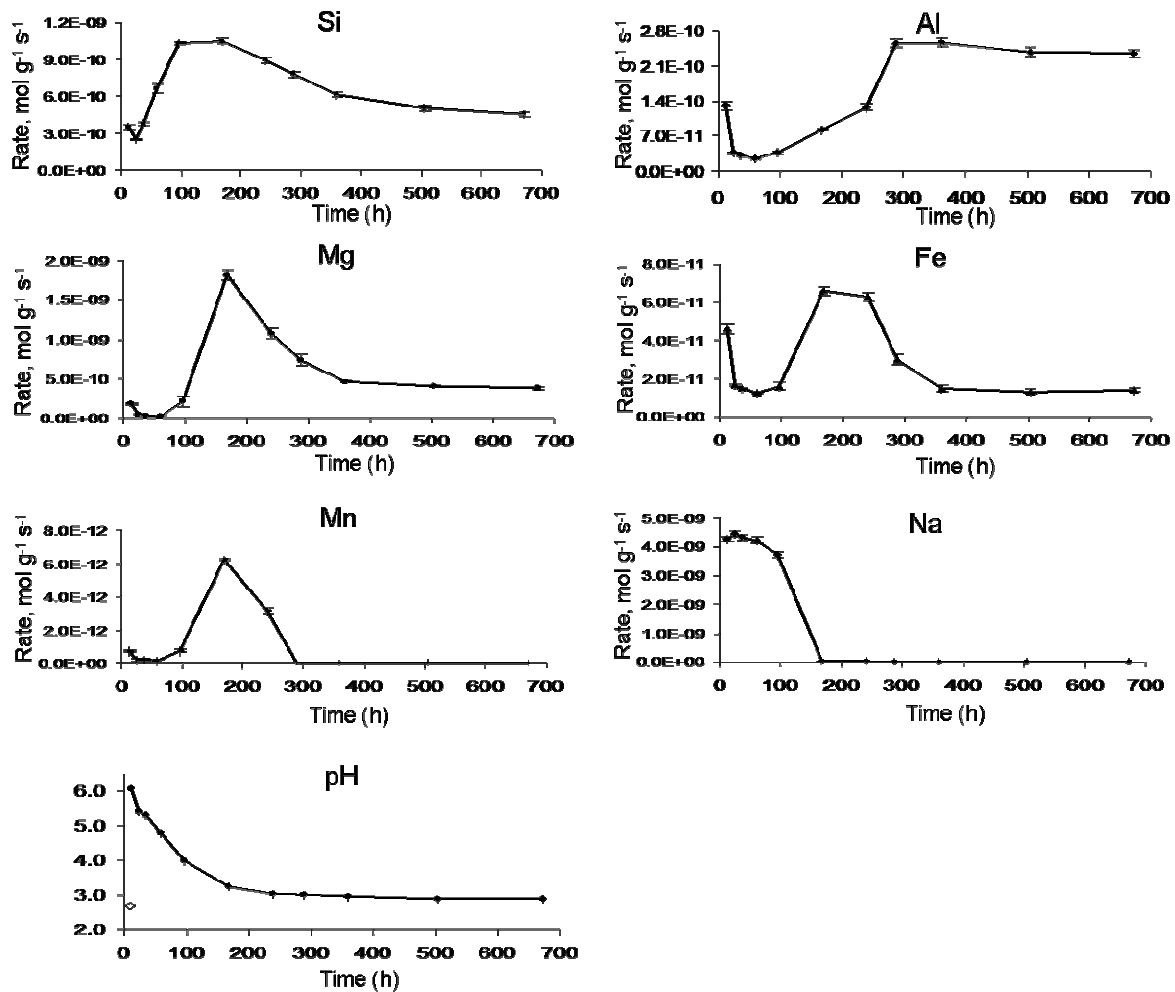 Si
Rate, mol g-1 s-1
1.2E-09
9.0E-10
6.0E-10
3.0E-10
0.0E+00
0 100 200 300 400 500 600 700
Time (h)
Al
Rate, mol g-1 s-1
2.8E-10
2.1E-10
1.4E-10
7.0E-11
0.0E+00
0 100 200 300 400 500 600 700
Time (h)
Mg
Rate, mol g-1 s-1
2.0E-09
1.5E-09
1.0E-09
5.0E-10
0.0E+00
0 100 200 300 400 500 600 700
Time (h)
Fe
Rate, mol g-1 s-1
8.0E-11
6.0E-11
4.0E-11
2.0E-11
0.0E+00
0 100 200 300 400 500 600 700
Time (h)
Mn
Rate, mol g-1 s-1
8.0E-12
6.0E-12
4.0E-12
2.0E-12
0.0E+00
0 100 200 300 400 500 600 700
Time (h)
Na
Rate, mol g-1 s-1
5.0E-09
4.0E-09
3.0E-09
2.0E-09
1.0E-09
0.0E+00
0 100 200 300 400 500 600 700
Time (h)
pH
6.0
5.0
4.0
3.0
2.0
0 100 200 300 400 500 600 700
Time (h)